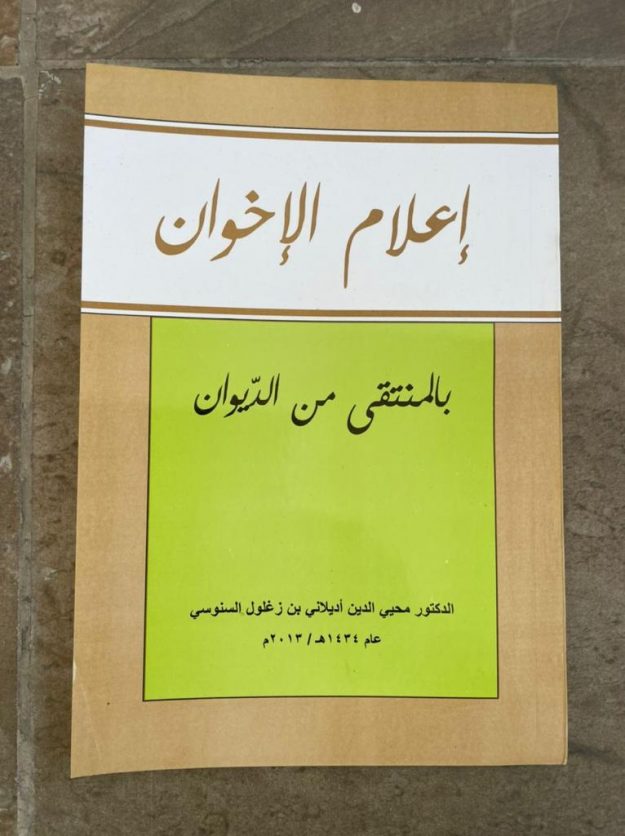 إعلام الإخوان
بالمنتقى من الدّيوان
الدكتور محيي الدين أديلاني بن زغلول السنوسي
عام ١٤٣٤هـ / ٢٠١٣م